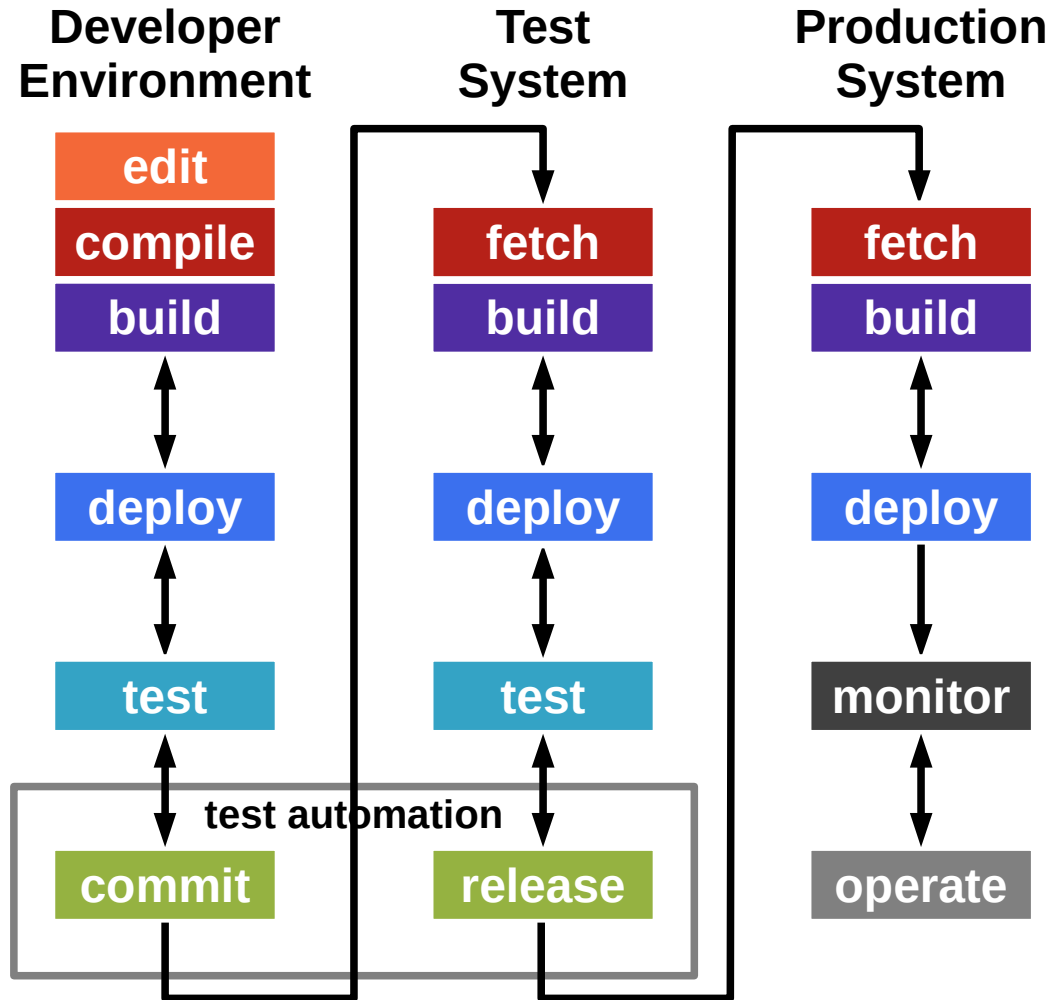 Developer
Environment
edit
compile
build
deploy
test
commit
Test
System
fetch
build
deploy
test
test automation
release
Production
System
fetch
build
deploy
monitor
operate